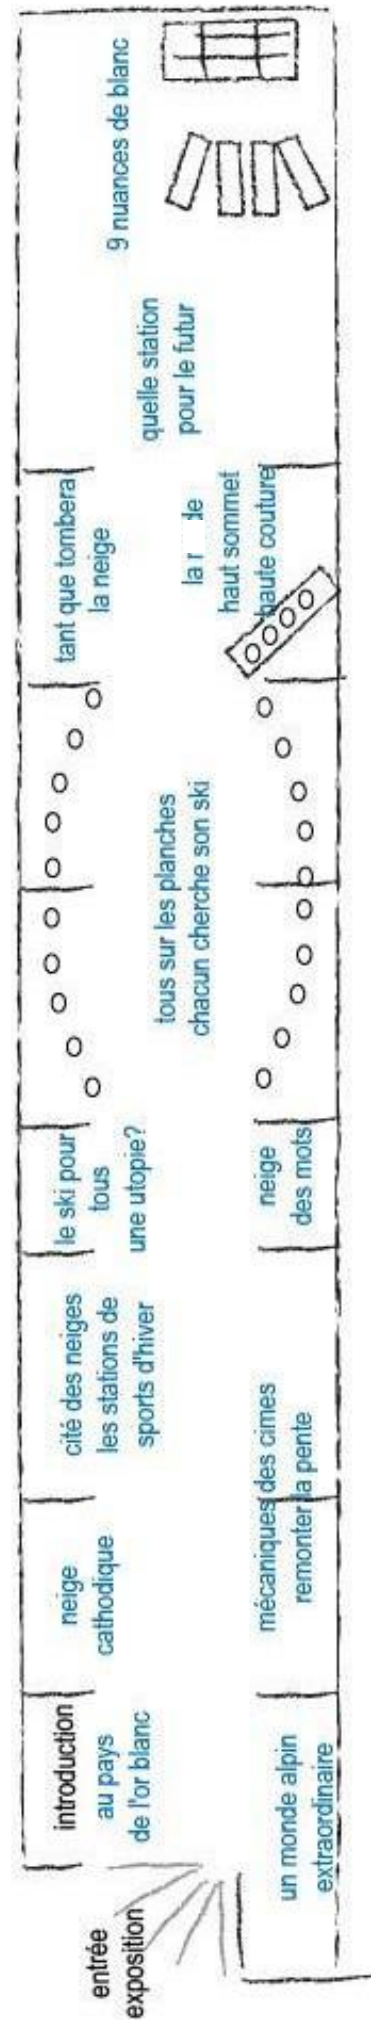 entrée
exposition
introduction
au pays
de l'or blanc
un monde alpin
extraordinaire
neige
cathodique
mécaniques des cimes
remonter la pente
cité des neiges
les stations de
sports d'hiver
le ski pour
tous
une utopie?
neige
des mots
tous sur les planches
chacun cherche son ski
tant que tombera
la neige
la
haut sommet
haute couture
quelle station
pour le futur
9 nuances de blanc